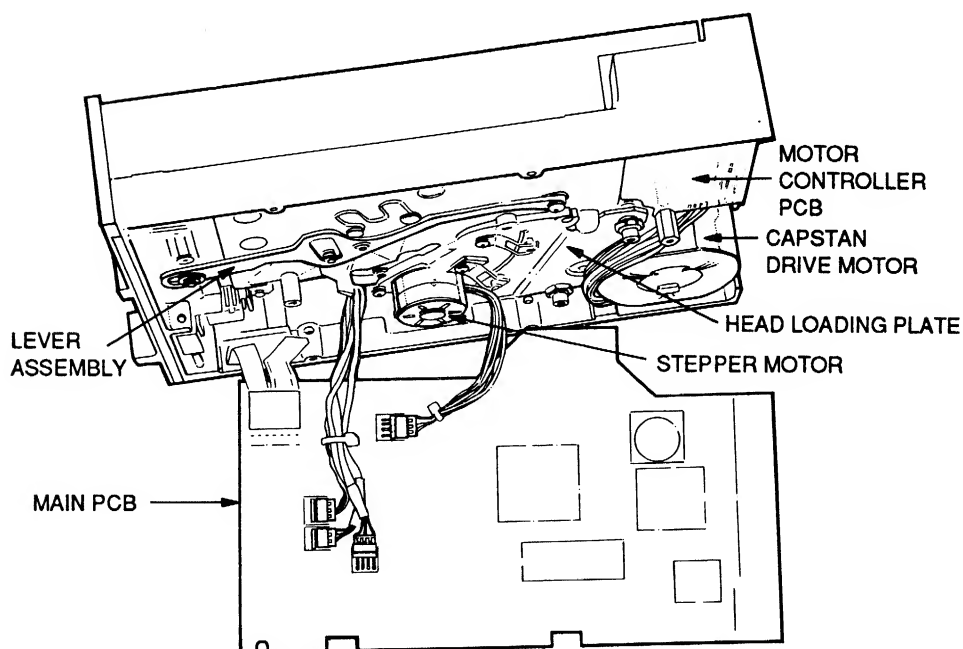 MOTOR
CONTROLLER
PCB
CAPSTAN
DRIVE MOTOR
HEAD LOADING PLATE
LEVER
ASSEMBLY
STEPPER MOTOR
MAIN PCB